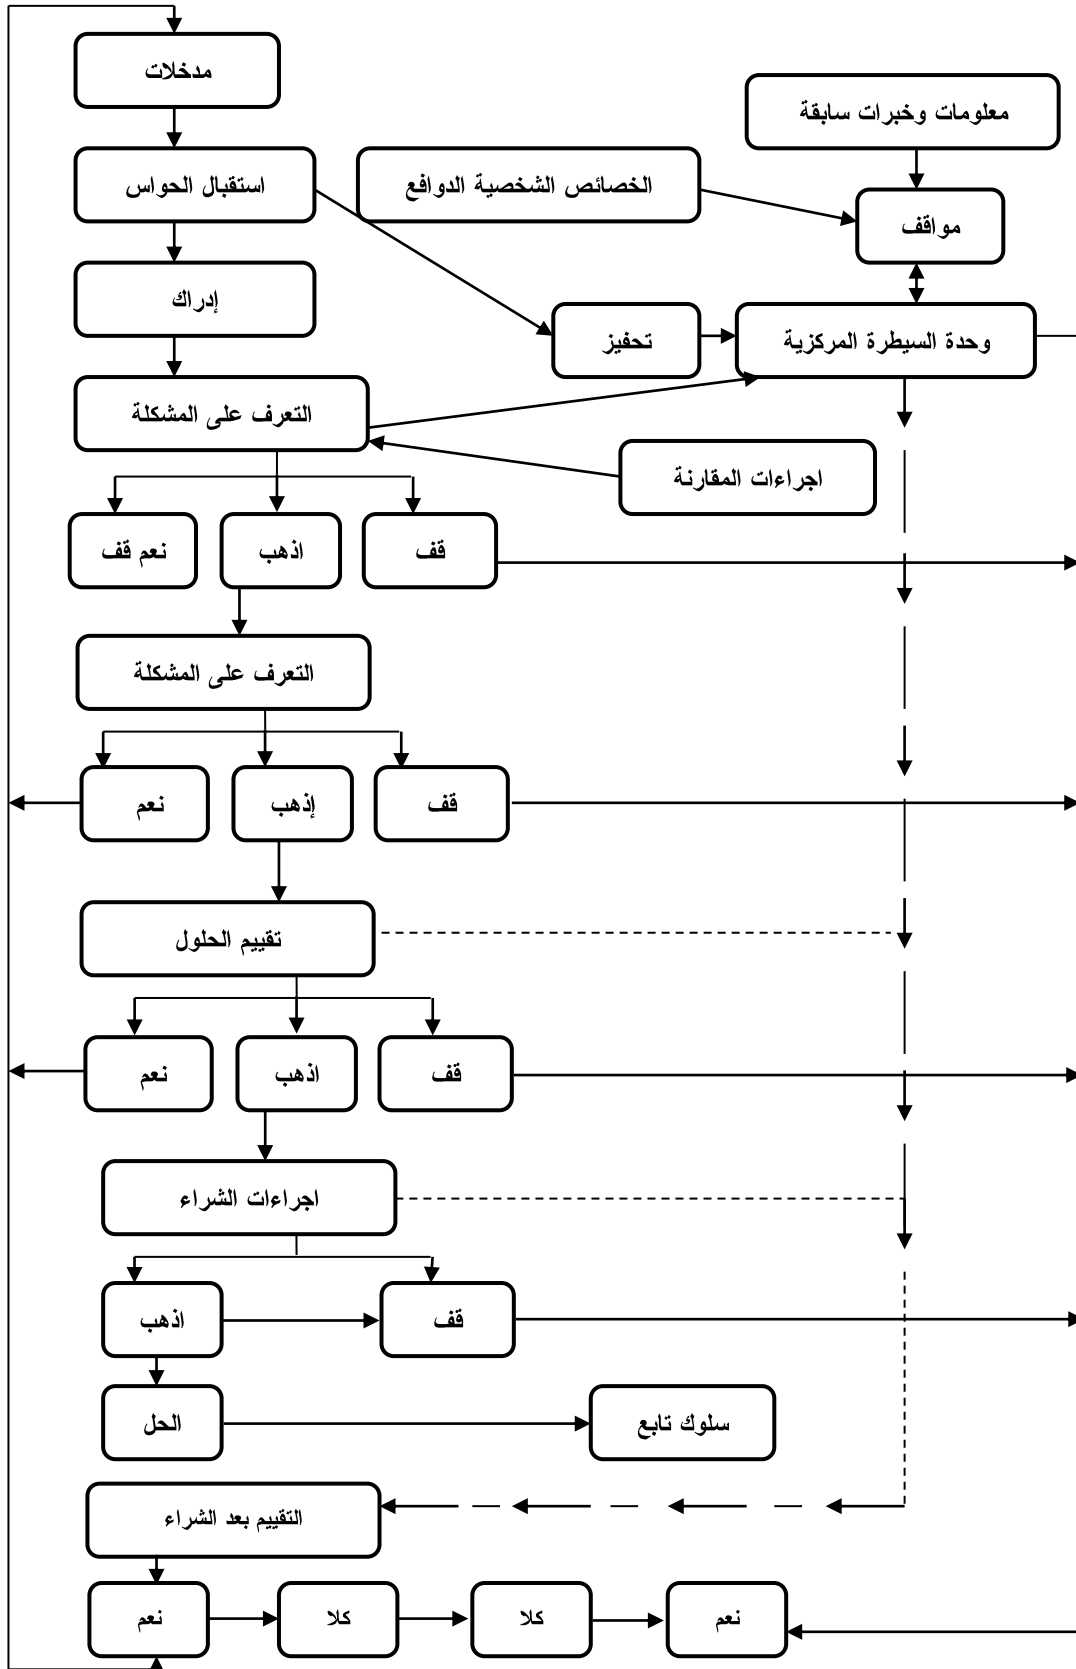 مدخلات
معلومات وخبرات سابقة
استقبال الحواس
الخصائص الشخصية الدوافع
مواقف
إدراك
تحفيز
وحدة السيطرة المركزية
التعرف على المشكلة
اجراءات المقارنة
نعم قف
اذهب
قف
التعرف على المشكلة
نعم
إذهب
قف
تقييم الحلول
نعم
اذهب
قف
اجراءات الشراء
اذهب
قف
الحل
سلوك تابع
التقييم بعد الشراء
نعم
كلا
كلا
نعم